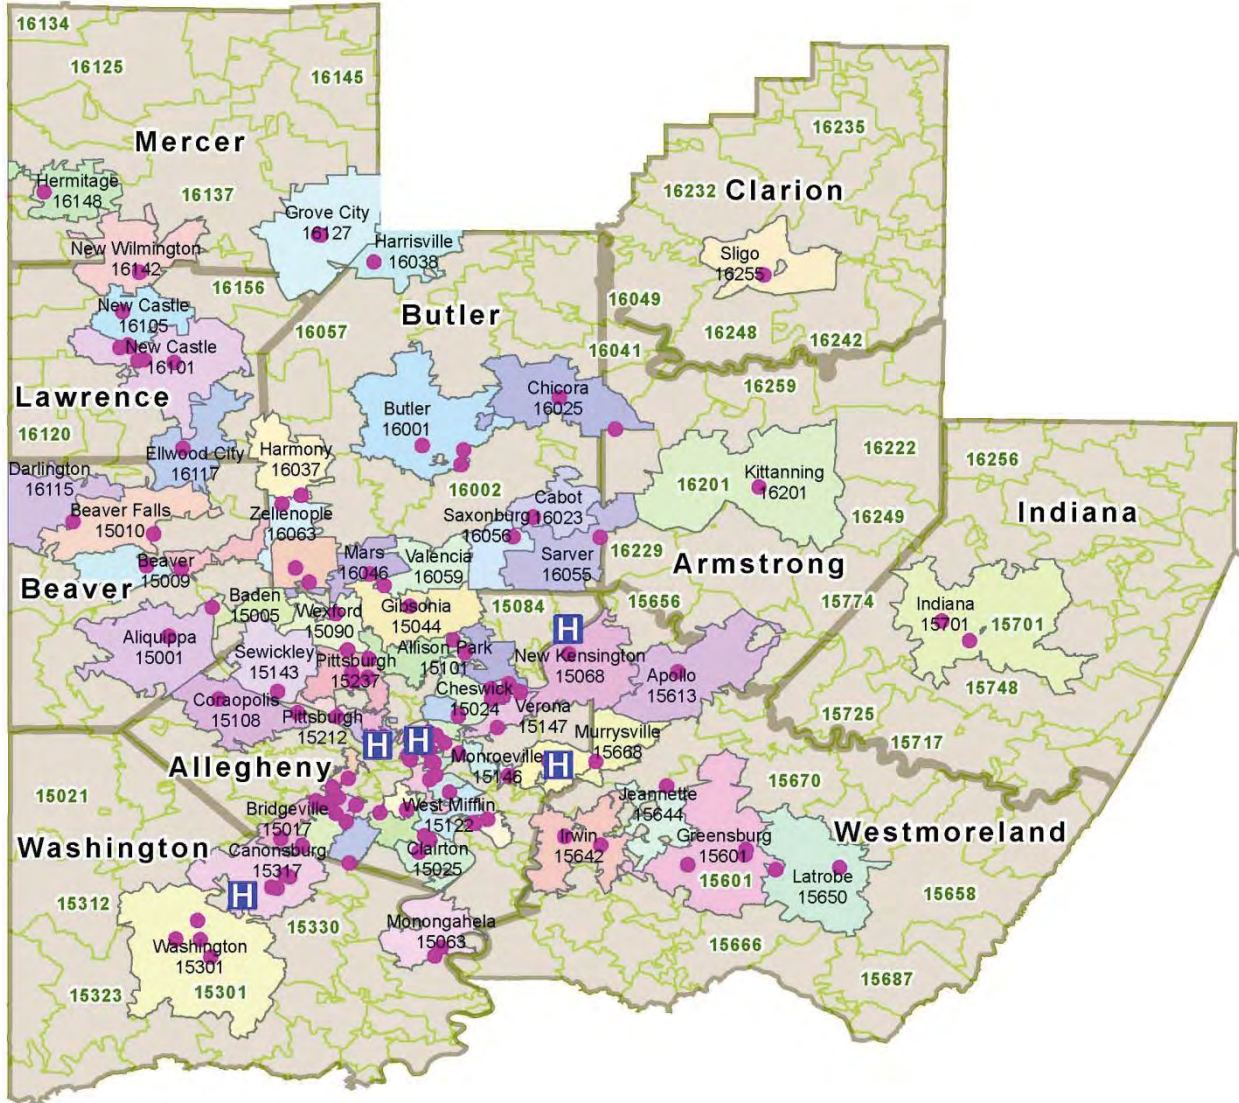 16134
16125
16145
Mercer
Hermitage
16148
16137
Grove City
16127
Harrisville
16038
New Wilmington
16142
16235
16232
Clarion
Sligo
16255
16156
New Castle
16105
16057
Butler
16049
16248
16242
New Castle
16101
16041
16259
Lawrence
Chicora
16025
Butler
16001
16120
Ellwood City
16117
Harmony
16037
16222
16256
Darlington
16115
Beaver Falls
15010
16002
16201
Kittanning
16201
Zelienople
16063
Saxonburg
16056
Cabot
16023
16249
Indiana
Beaver
15009
Mars
16046
Valencia
16059
Sarver
16055
16229
Armstrong
Beaver
Baden
15005
Wexford
15090
Gibsonia
15044
15084
15656
15774
Indiana
15701
15701
Aliquippa
15001
Sewickley
15143
Pittsburgh
15237
Allison Park
15101
H
New Kensington
15068
Apollo
15613
15748
Coraopolis
15108
Pittsburgh
15212
Cheswick
15024
Verona
15147
15725
15717
H
H
Murrysville
15668
Allegheny
Monroeville
15146
H
15670
15021
Bridgeville
15017
West Mifflin
15122
Jeannette
15644
Westmoreland
Washington
Canonsburg
15317
Clairton
15025
Irwin
15642
Greensburg
15601
15601
Latrobe
15650
15658
H
15312
15330
Monongahela
15063
15666
Washington
15301
15301
15323
15687